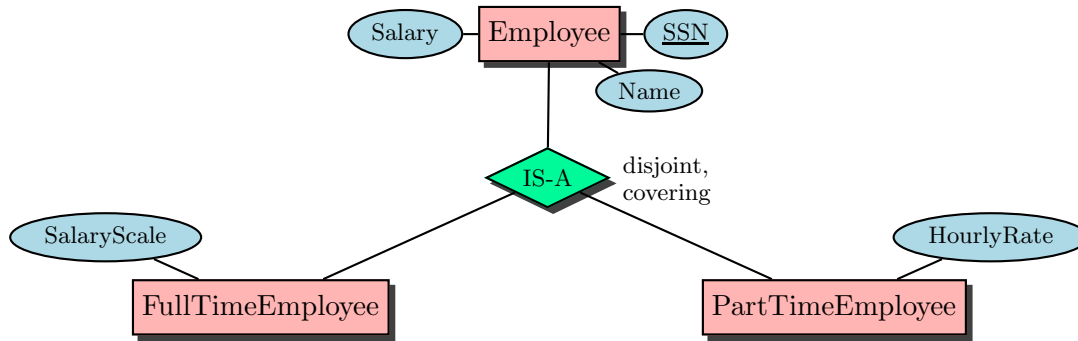 Salary
Employee
SSN
Name
IS-A
disjoint,
covering
SalaryScale
HourlyRate
FullTimeEmployee
PartTimeEmployee